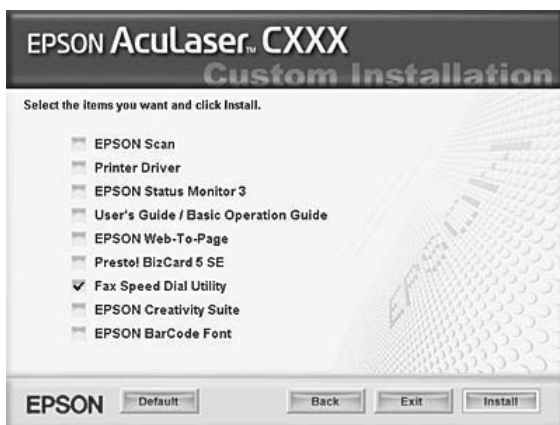 EPSON AcuLaser™ CXXX
Custom Installation
Select the items you want and click Install.
EPSON Scan
Printer Driver
EPSON Status Monitor 3
User's Guide / Basic Operation Guide
EPSON Web-To-Page
Presto! BizCard 5 SE
Fax Speed Dial Utility
EPSON Creativity Suite
EPSON BarCode Font
EPSON
EPSON Default Back Exit Install